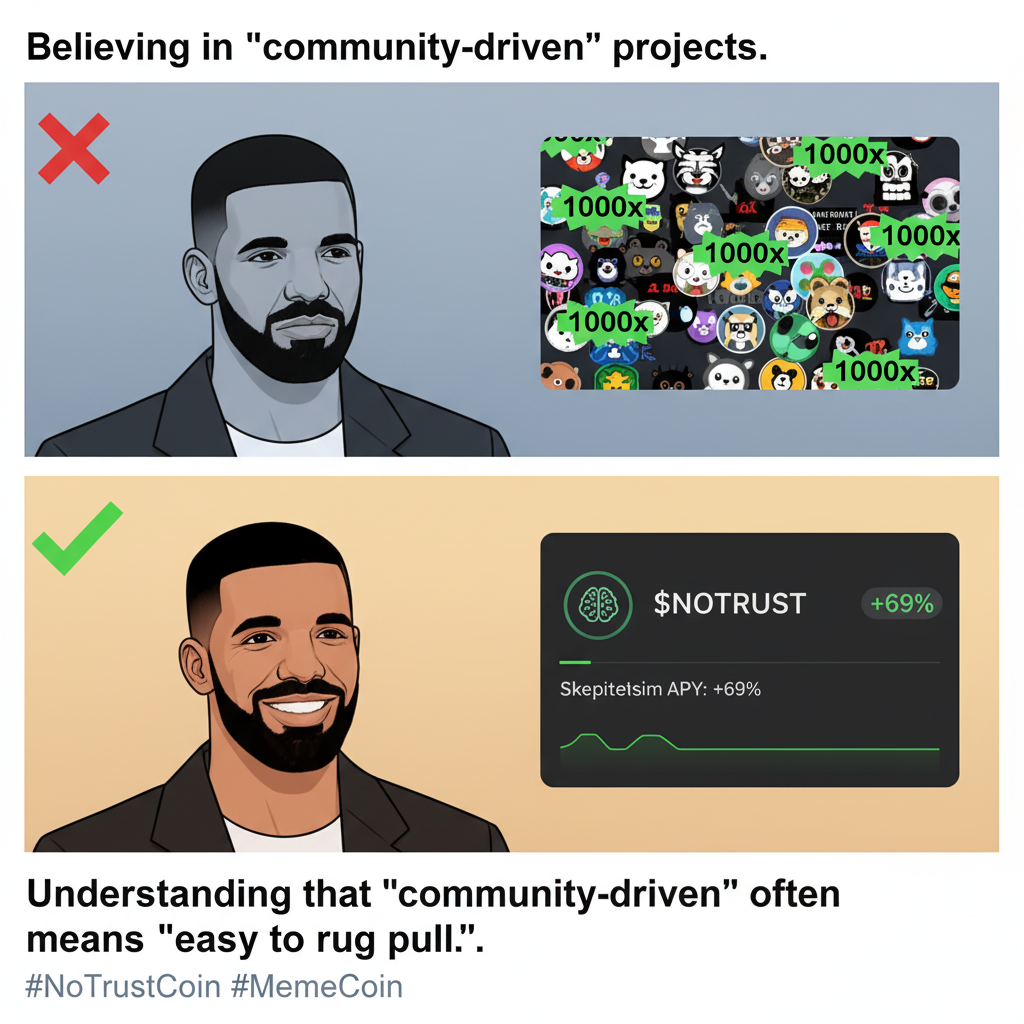 Believing in "community-driven” projects.
1000x
1000x
1000x
1000x
1000x
1000x
$NOTRUST +69%
Skepitetsim APY: +69%
Understanding that "community-driven” often
means "easy to rug pull.”.
#NoTrustCoin #MemeCoin